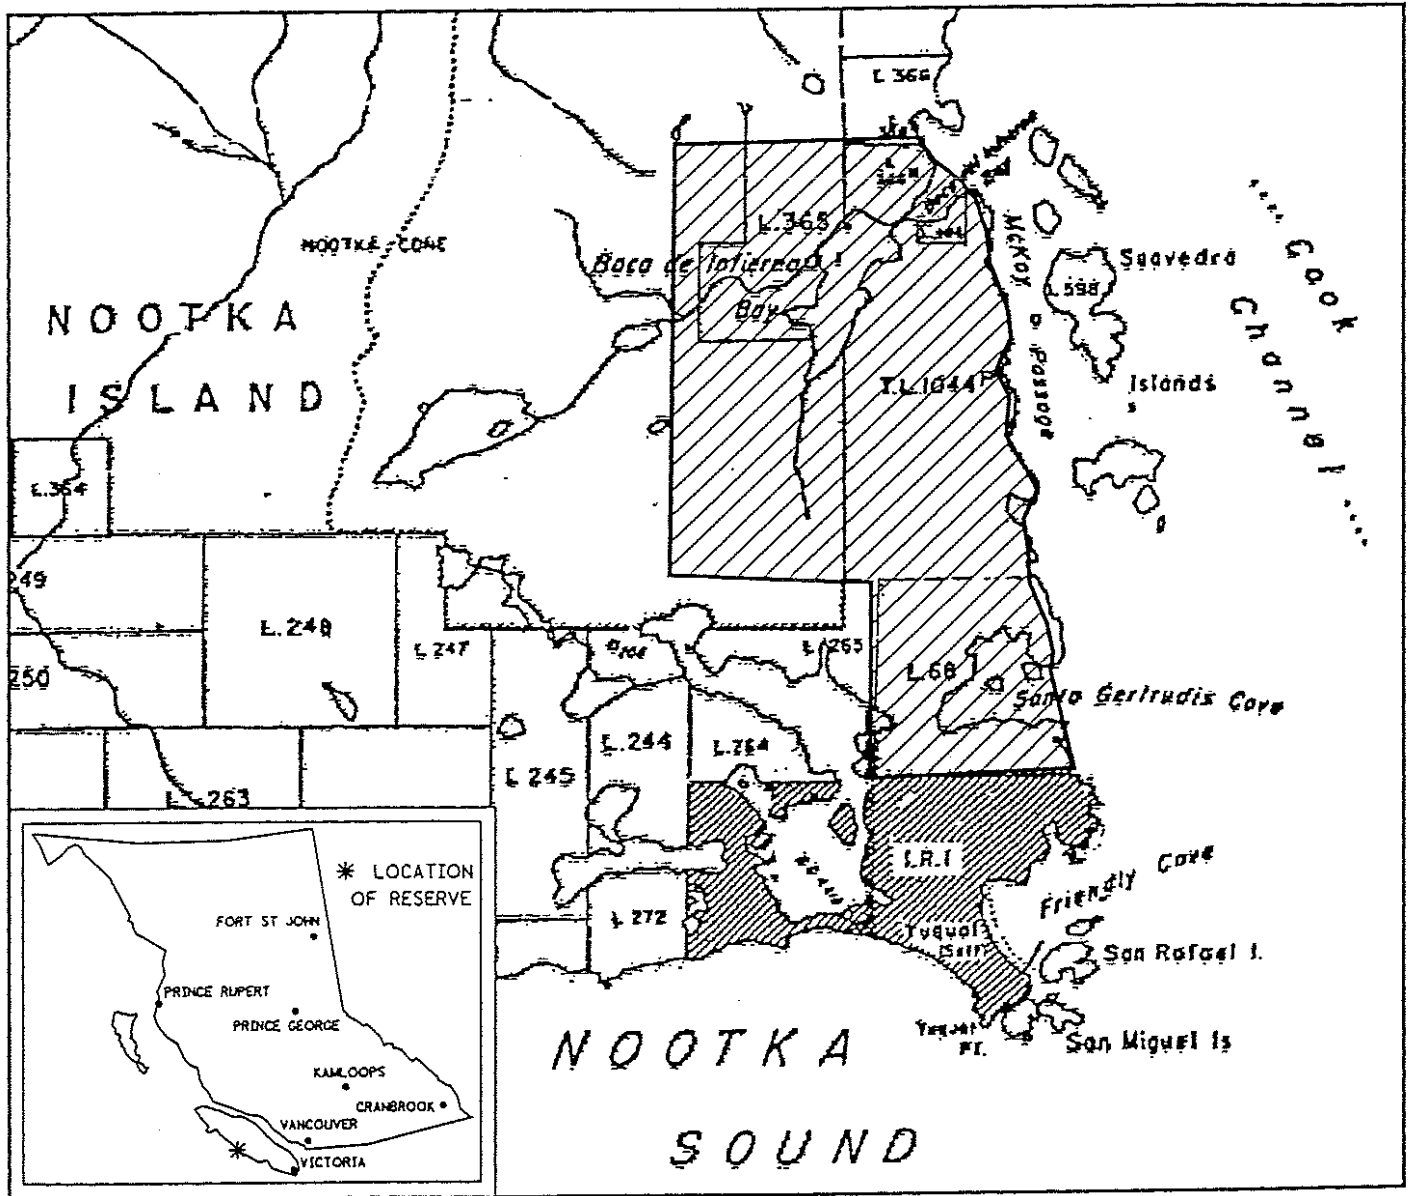 L 366
L.365
NOOTKA CONE
Boca de Infierno
Bay
McKay
Passage
Saavedra
L.598
Islands
Cook
Channel
NOOTKA
ISLAND
T.L.1044
L.364
249
L.248
L 247
L 265
250
L.68
Santa Gertrudis Cove
L.244
L.264
L 245
L 263
I.R.1
Friendly Cove
L 272
Yuquot
San Rafael I.
Yuquot
PT.
San Miguel Is
NOOTKA
SOUND
* LOCATION
OF RESERVE
FORT ST JOHN
PRINCE RUPERT
PRINCE GEORGE
KAMLOOPS
CRANBROOK
VANCOUVER
VICTORIA